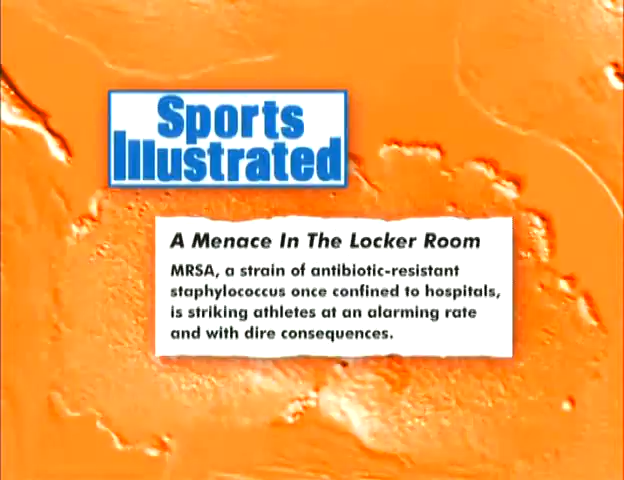 Sports
Illustrated
A Menace In The Locker Room
MRSA, a strain of antibiotic-resistant
staphylococcus once confined to hospitals,
is striking athletes at an alarming rate
and with dire consequences.